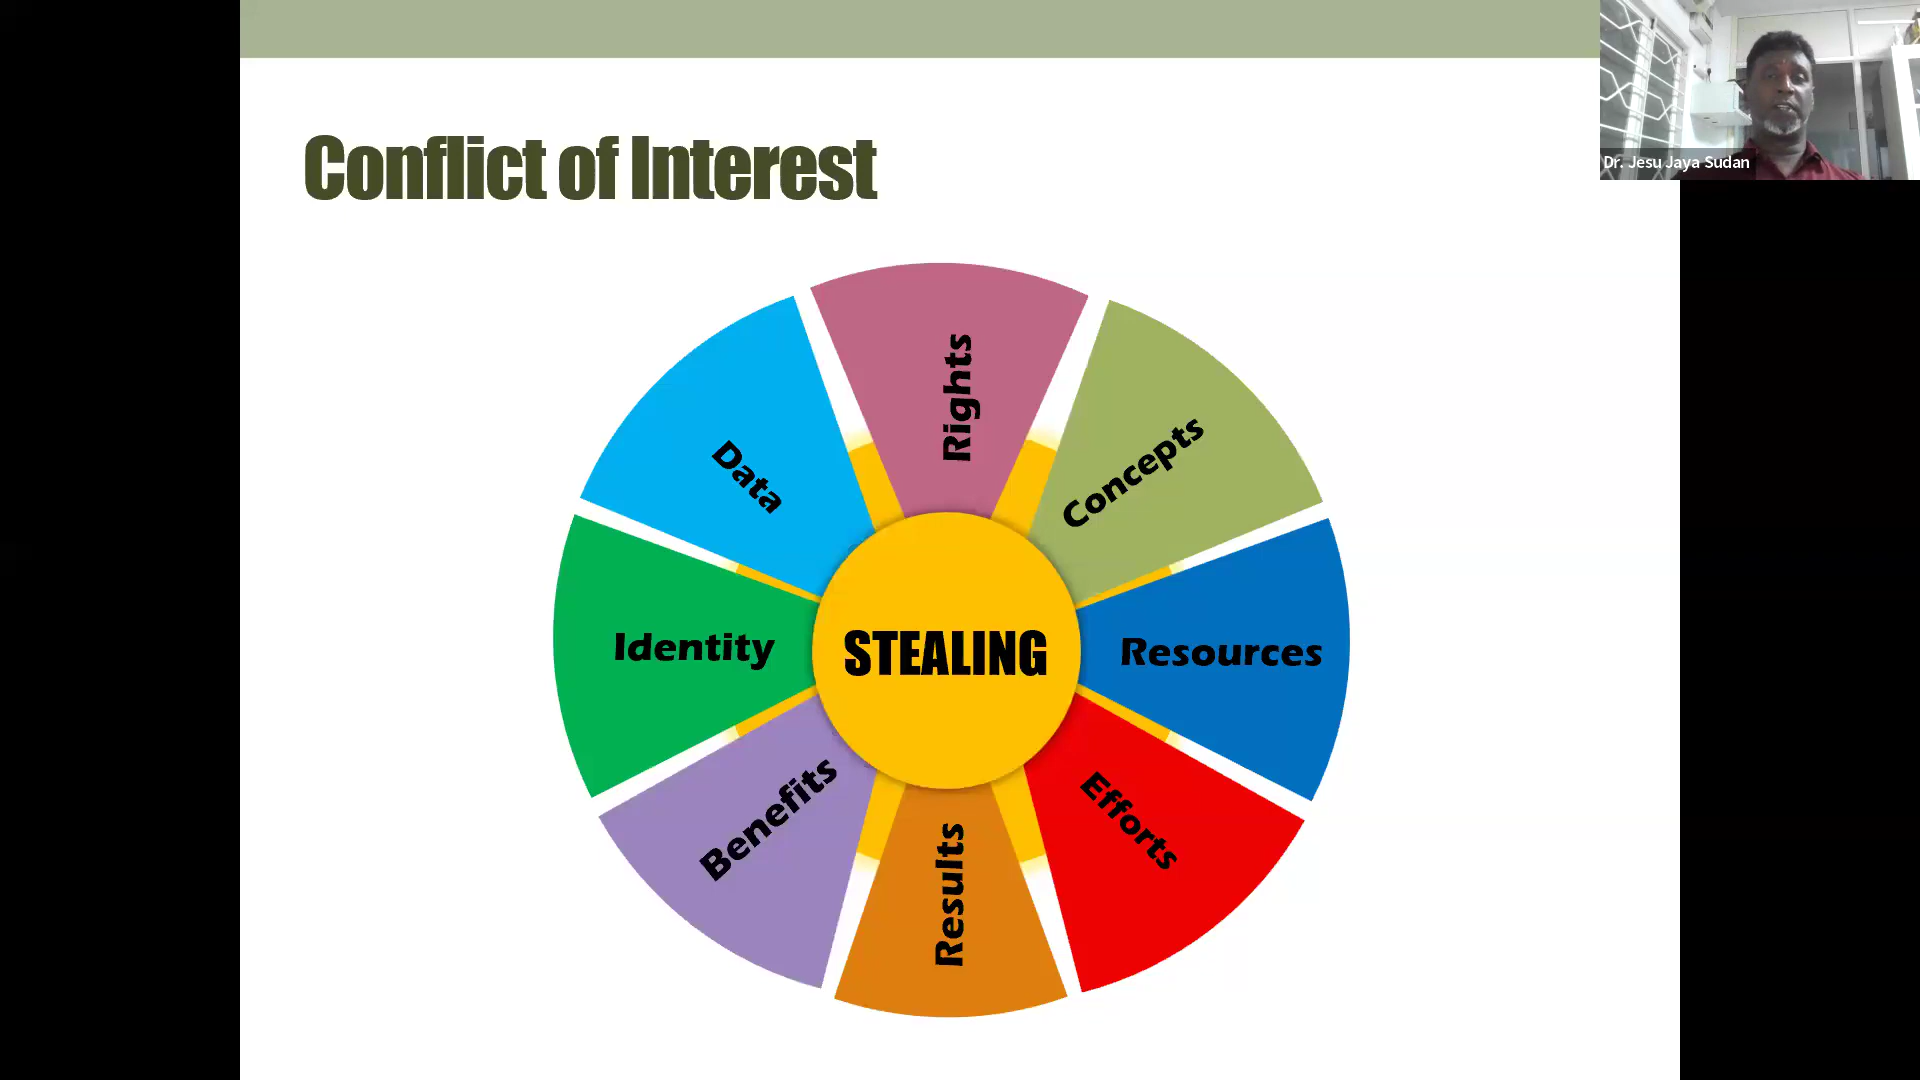 Conflict of Interest
Dr. Jesu Jaya Sudan
Rights
Concepts
Resources
Efforts
Results
Benefits
Identity
Data
STEALING